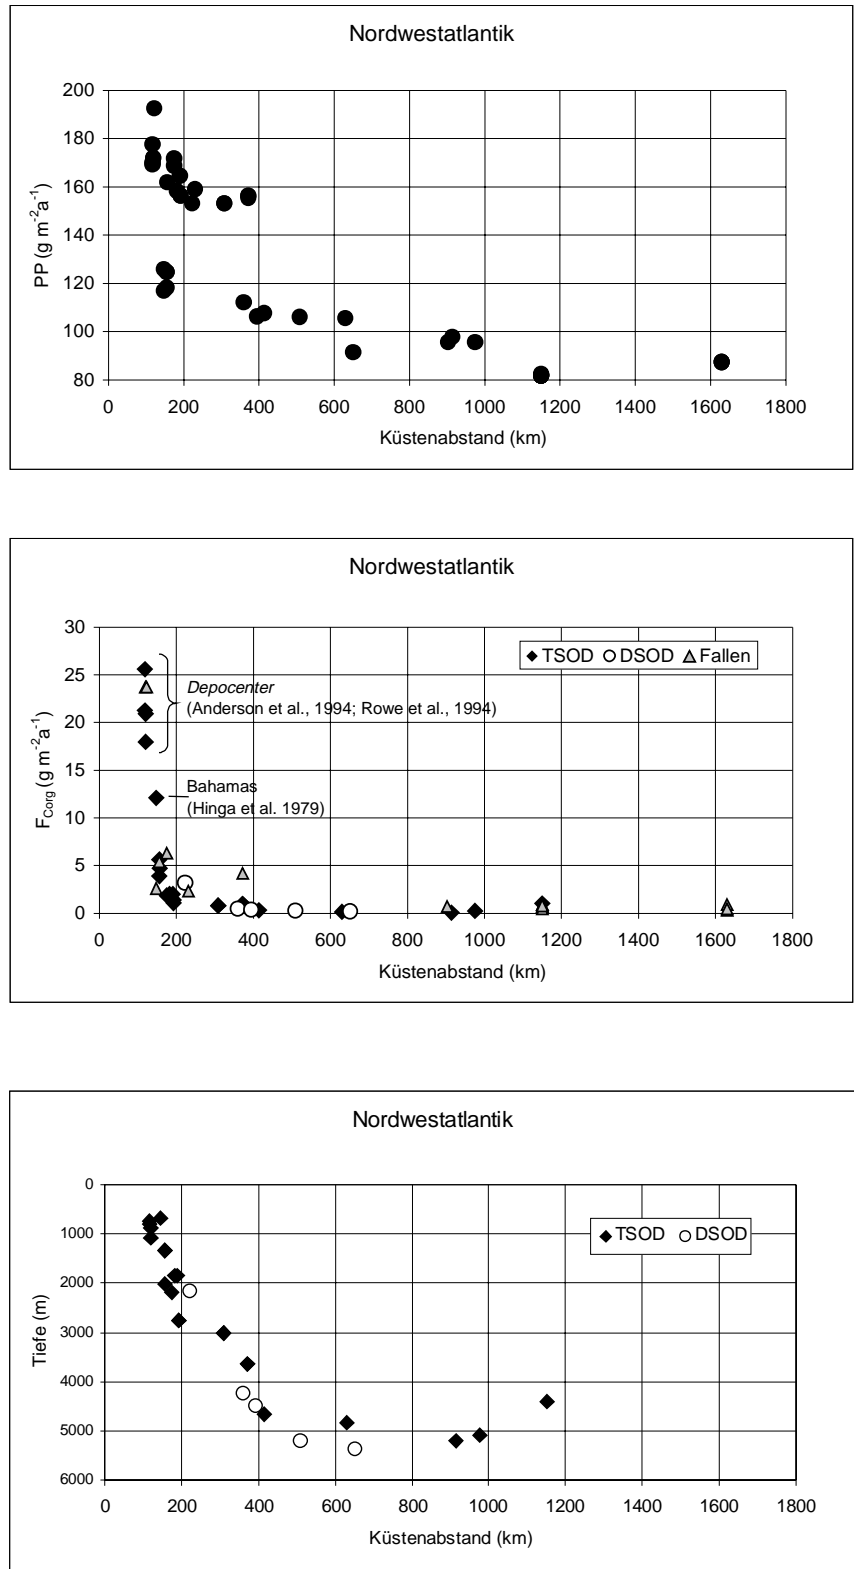 Nordwestatlantik
200
180
160
140
120
100
80
PP (g m⁻²a⁻¹)
0 200 400 600 800 1000 1200 1400 1600 1800
Küstenabstand (km)
Nordwestatlantik
30
25
20
15
10
5
0
F_Corg (g m⁻²a⁻¹)
TSOD DSOD Fallen
Depocenter
(Anderson et al., 1994; Rowe et al., 1994)
Bahamas
(Hinga et al. 1979)
0 200 400 600 800 1000 1200 1400 1600 1800
Küstenabstand (km)
Nordwestatlantik
0
1000
2000
3000
4000
5000
6000
Tiefe (m)
TSOD DSOD
0 200 400 600 800 1000 1200 1400 1600 1800
Küstenabstand (km)